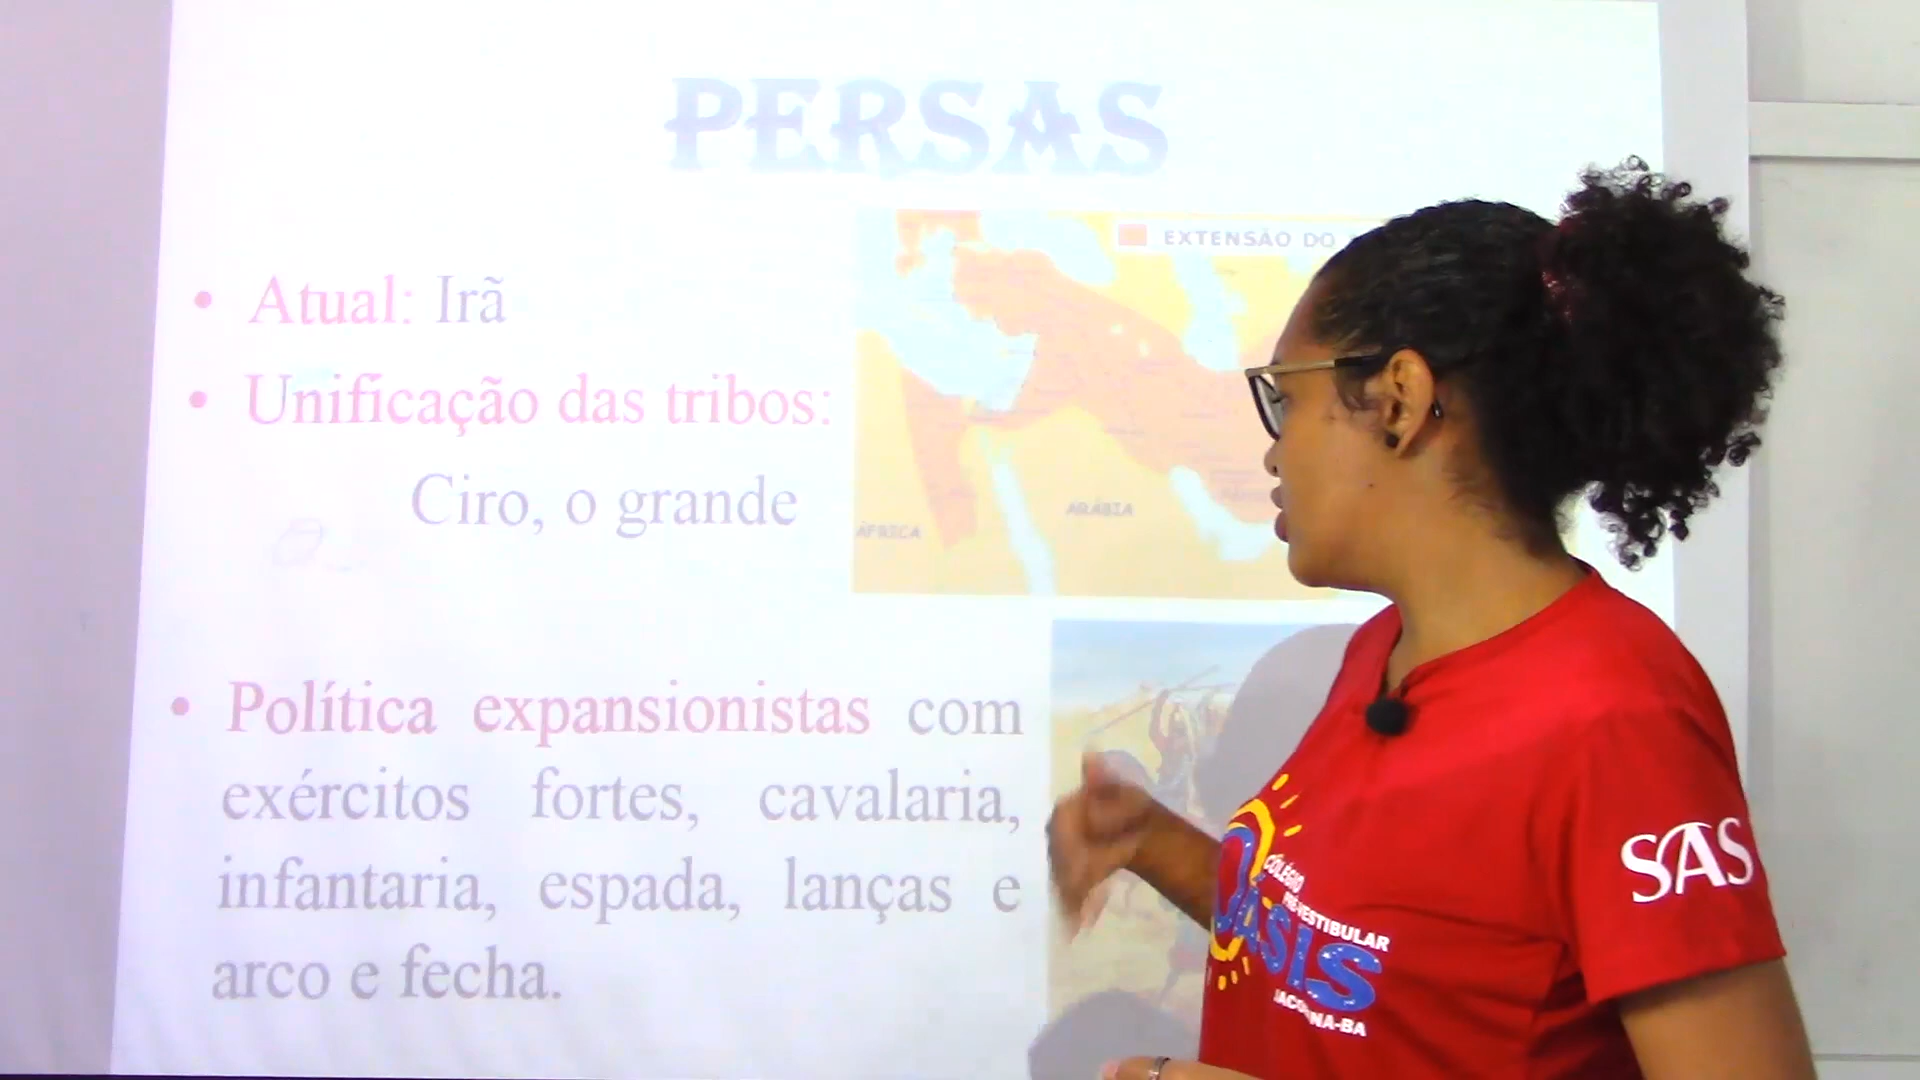 PERSAS
EXTENSÃO DO
• Atual: Irã
• Unificação das tribos:
Ciro, o grande
ÁFRICA
ARÁBIA
• Política expansionistas com
exércitos fortes, cavalaria,
infantaria, espada, lanças e
arco e fecha.
SAS
COLÉGIO
PRÉ-VESTIBULAR
OÁSIS